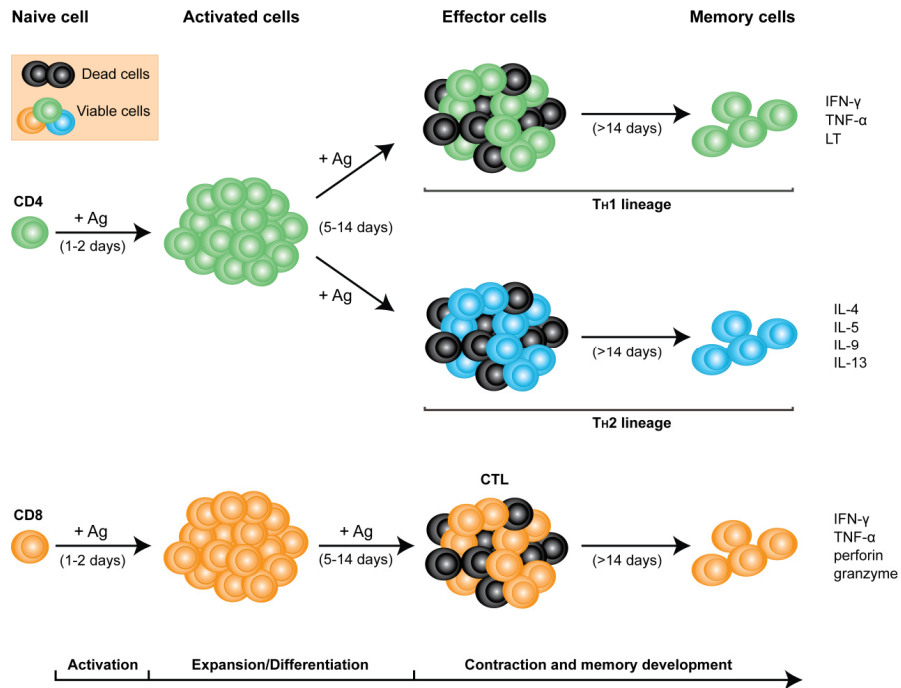 Naive cell
Activated cells
Effector cells
Memory cells
Dead cells
Viable cells
CD4
+ Ag
(1-2 days)
+ Ag
(5-14 days)
+ Ag
(>14 days)
IFN-γ
TNF-α
LT
TH1 lineage
(>14 days)
IL-4
IL-5
IL-9
IL-13
TH2 lineage
CD8
+ Ag
(1-2 days)
+ Ag
(5-14 days)
CTL
(>14 days)
IFN-γ
TNF-α
perforin
granzyme
Activation
Expansion/Differentiation
Contraction and memory development